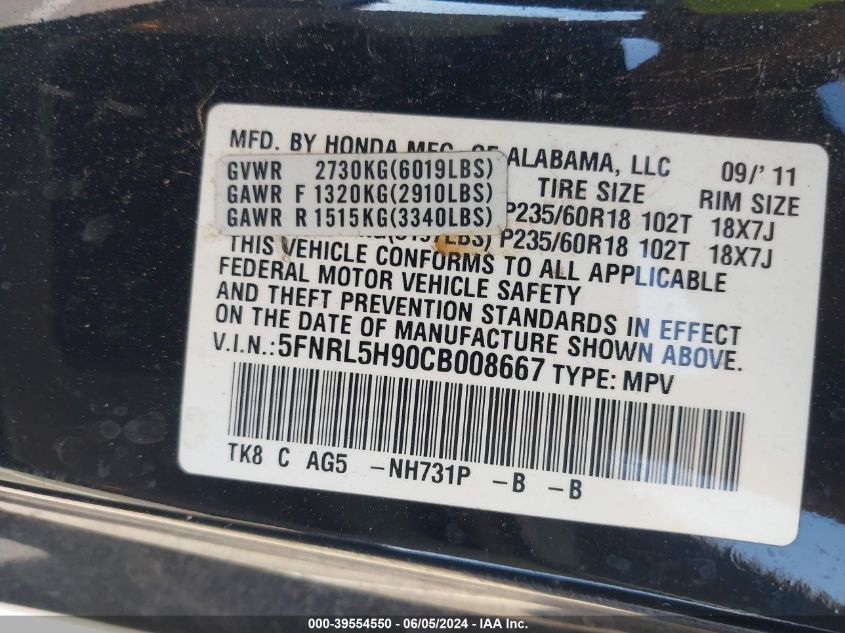 MFD. BY HONDA MFG. OF ALABAMA, LLC 09/' 11
GVWR 2730KG(6019LBS) TIRE SIZE RIM SIZE
GAWR F 1320KG(2910LBS) P235/60R18 102T 18X7J
GAWR R 1515KG(3340LBS) P235/60R18 102T 18X7J
THIS VEHICLE CONFORMS TO ALL APPLICABLE
FEDERAL MOTOR VEHICLE SAFETY
AND THEFT PREVENTION STANDARDS IN EFFECT
ON THE DATE OF MANUFACTURE SHOWN ABOVE.
V.I.N.:5FNRL5H90CB008667 TYPE: MPV
TK8 C AG5 -NH731P -B -B
000-39554550 - 06/05/2024 - IAAI.com